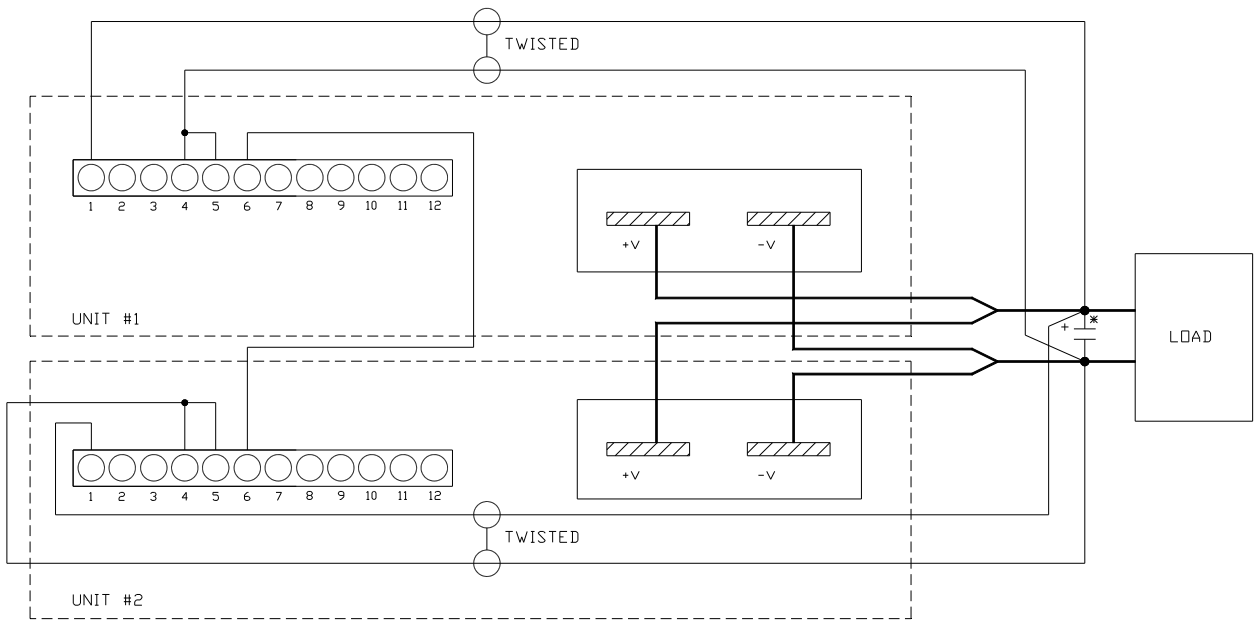 TWISTED
1 2 3 4 5 6 7 8 9 10 11 12
+V -V
UNIT #1
+ *
LOAD
1 2 3 4 5 6 7 8 9 10 11 12
+V -V
TWISTED
UNIT #2